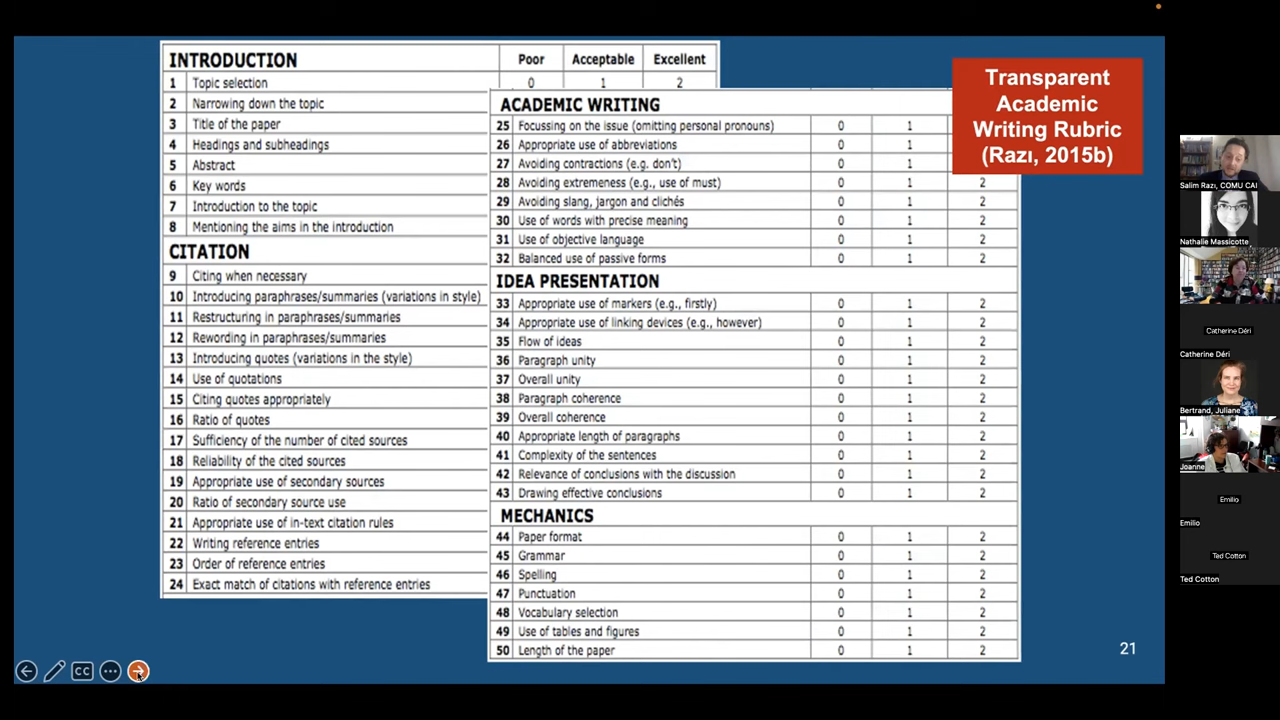 INTRODUCTION Poor Acceptable Excellent
1 Topic selection 0 1 2
2 Narrowing down the topic
3 Title of the paper
4 Headings and subheadings
5 Abstract
6 Key words
7 Introduction to the topic
8 Mentioning the aims in the introduction
CITATION
9 Citing when necessary
10 Introducing paraphrases/summaries (variations in style)
11 Restructuring in paraphrases/summaries
12 Rewording in paraphrases/summaries
13 Introducing quotes (variations in the style)
14 Use of quotations
15 Citing quotes appropriately
16 Ratio of quotes
17 Sufficiency of the number of cited sources
18 Reliability of the cited sources
19 Appropriate use of secondary sources
20 Ratio of secondary source use
21 Appropriate use of in-text citation rules
22 Writing reference entries
23 Order of reference entries
24 Exact match of citations with reference entries
ACADEMIC WRITING
25 Focussing on the issue (omitting personal pronouns) 0 1
26 Appropriate use of abbreviations 0 1
27 Avoiding contractions (e.g. don't) 0 1
28 Avoiding extremeness (e.g., use of must) 0 1 2
29 Avoiding slang, jargon and clichés 0 1 2
30 Use of words with precise meaning 0 1 2
31 Use of objective language 0 1 2
32 Balanced use of passive forms 0 1 2
IDEA PRESENTATION
33 Appropriate use of markers (e.g., firstly) 0 1 2
34 Appropriate use of linking devices (e.g., however) 0 1 2
35 Flow of ideas 0 1 2
36 Paragraph unity 0 1 2
37 Overall unity 0 1 2
38 Paragraph coherence 0 1 2
39 Overall coherence 0 1 2
40 Appropriate length of paragraphs 0 1 2
41 Complexity of the sentences 0 1 2
42 Relevance of conclusions with the discussion 0 1 2
43 Drawing effective conclusions 0 1 2
MECHANICS
44 Paper format 0 1 2
45 Grammar 0 1 2
46 Spelling 0 1 2
47 Punctuation 0 1 2
48 Vocabulary selection 0 1 2
49 Use of tables and figures 0 1 2
50 Length of the paper 0 1 2
Transparent
Academic
Writing Rubric
(Razı, 2015b)
21
CC
Salim Razı, COMU CAI
Nathalie Massicotte
Catherine Déri
Catherine Déri
Bertrand, Juliane
Joanne
Emilio
Emilio
Ted Cotton
Ted Cotton